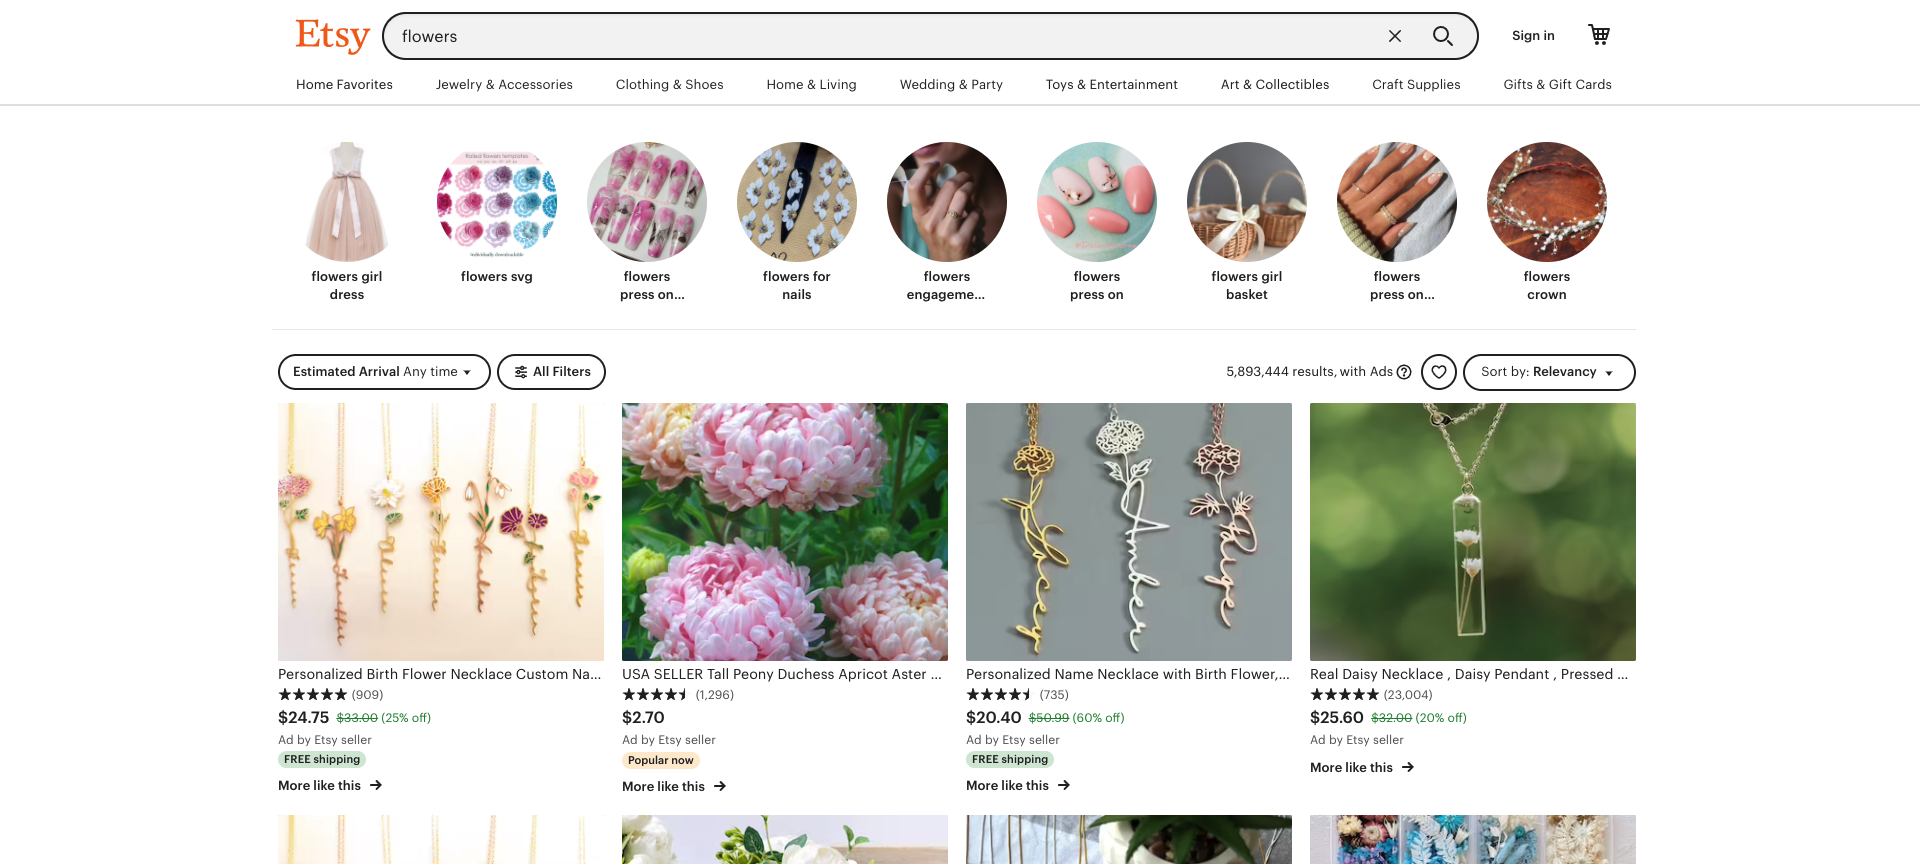 Etsy
flowers
Sign in
Home Favorites
Jewelry & Accessories
Clothing & Shoes
Home & Living
Wedding & Party
Toys & Entertainment
Art & Collectibles
Craft Supplies
Gifts & Gift Cards
flowers girl
dress
flowers svg
flowers
press on...
flowers for
nails
flowers
engageme...
flowers
press on
flowers girl
basket
flowers
press on...
flowers
crown
Estimated Arrival Any time
All Filters
5,893,444 results, with Ads
Sort by: Relevancy
Personalized Birth Flower Necklace Custom Na...
(909)
$24.75 $33.00 (25% off)
Ad by Etsy seller
FREE shipping
More like this
USA SELLER Tall Peony Duchess Apricot Aster ...
(1,296)
$2.70
Ad by Etsy seller
Popular now
More like this
Amber
Paige
Personalized Name Necklace with Birth Flower,...
(735)
$20.40 $50.99 (60% off)
Ad by Etsy seller
FREE shipping
More like this
Real Daisy Necklace , Daisy Pendant , Pressed ...
(23,004)
$25.60 $32.00 (20% off)
Ad by Etsy seller
More like this